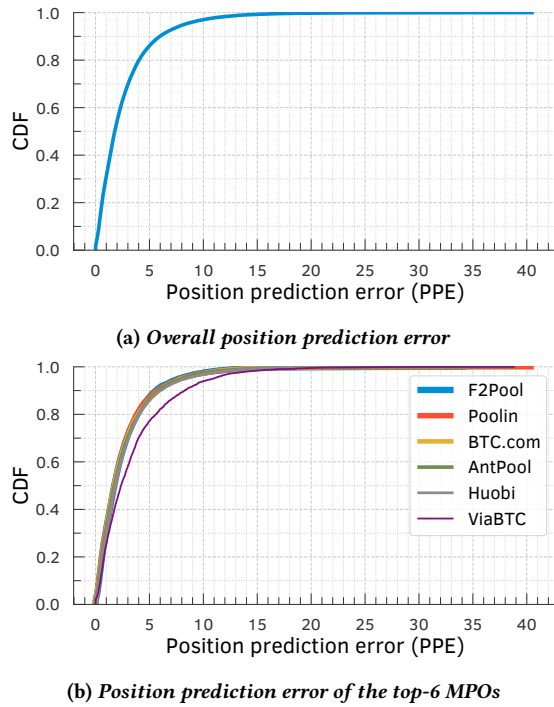 1.0
0.8
0.6
0.4
0.2
0.0
CDF
0 5 10 15 20 25 30 35 40
Position prediction error (PPE)
(a) Overall position prediction error
1.0
0.8
0.6
0.4
0.2
0.0
CDF
F2Pool
Poolin
BTC.com
AntPool
Huobi
ViaBTC
0 5 10 15 20 25 30 35 40
Position prediction error (PPE)
(b) Position prediction error of the top-6 MPOs